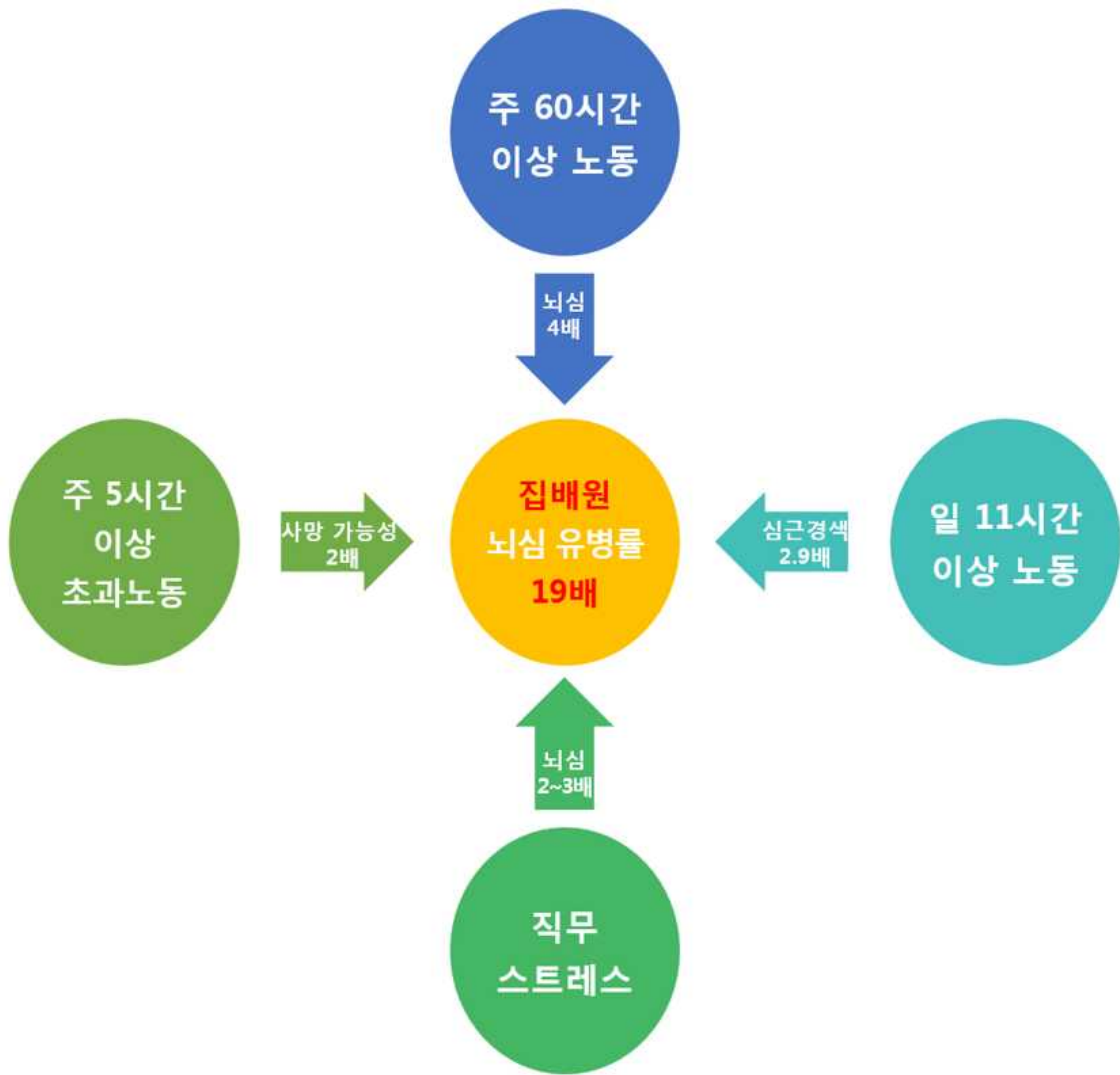 주 60시간
이상 노동
뇌심
4배
주 5시간
이상
초과노동
사망 가능성
2배
집배원
뇌심 유병률
19배
심근경색
2.9배
일 11시간
이상 노동
뇌심
2~3배
직무
스트레스